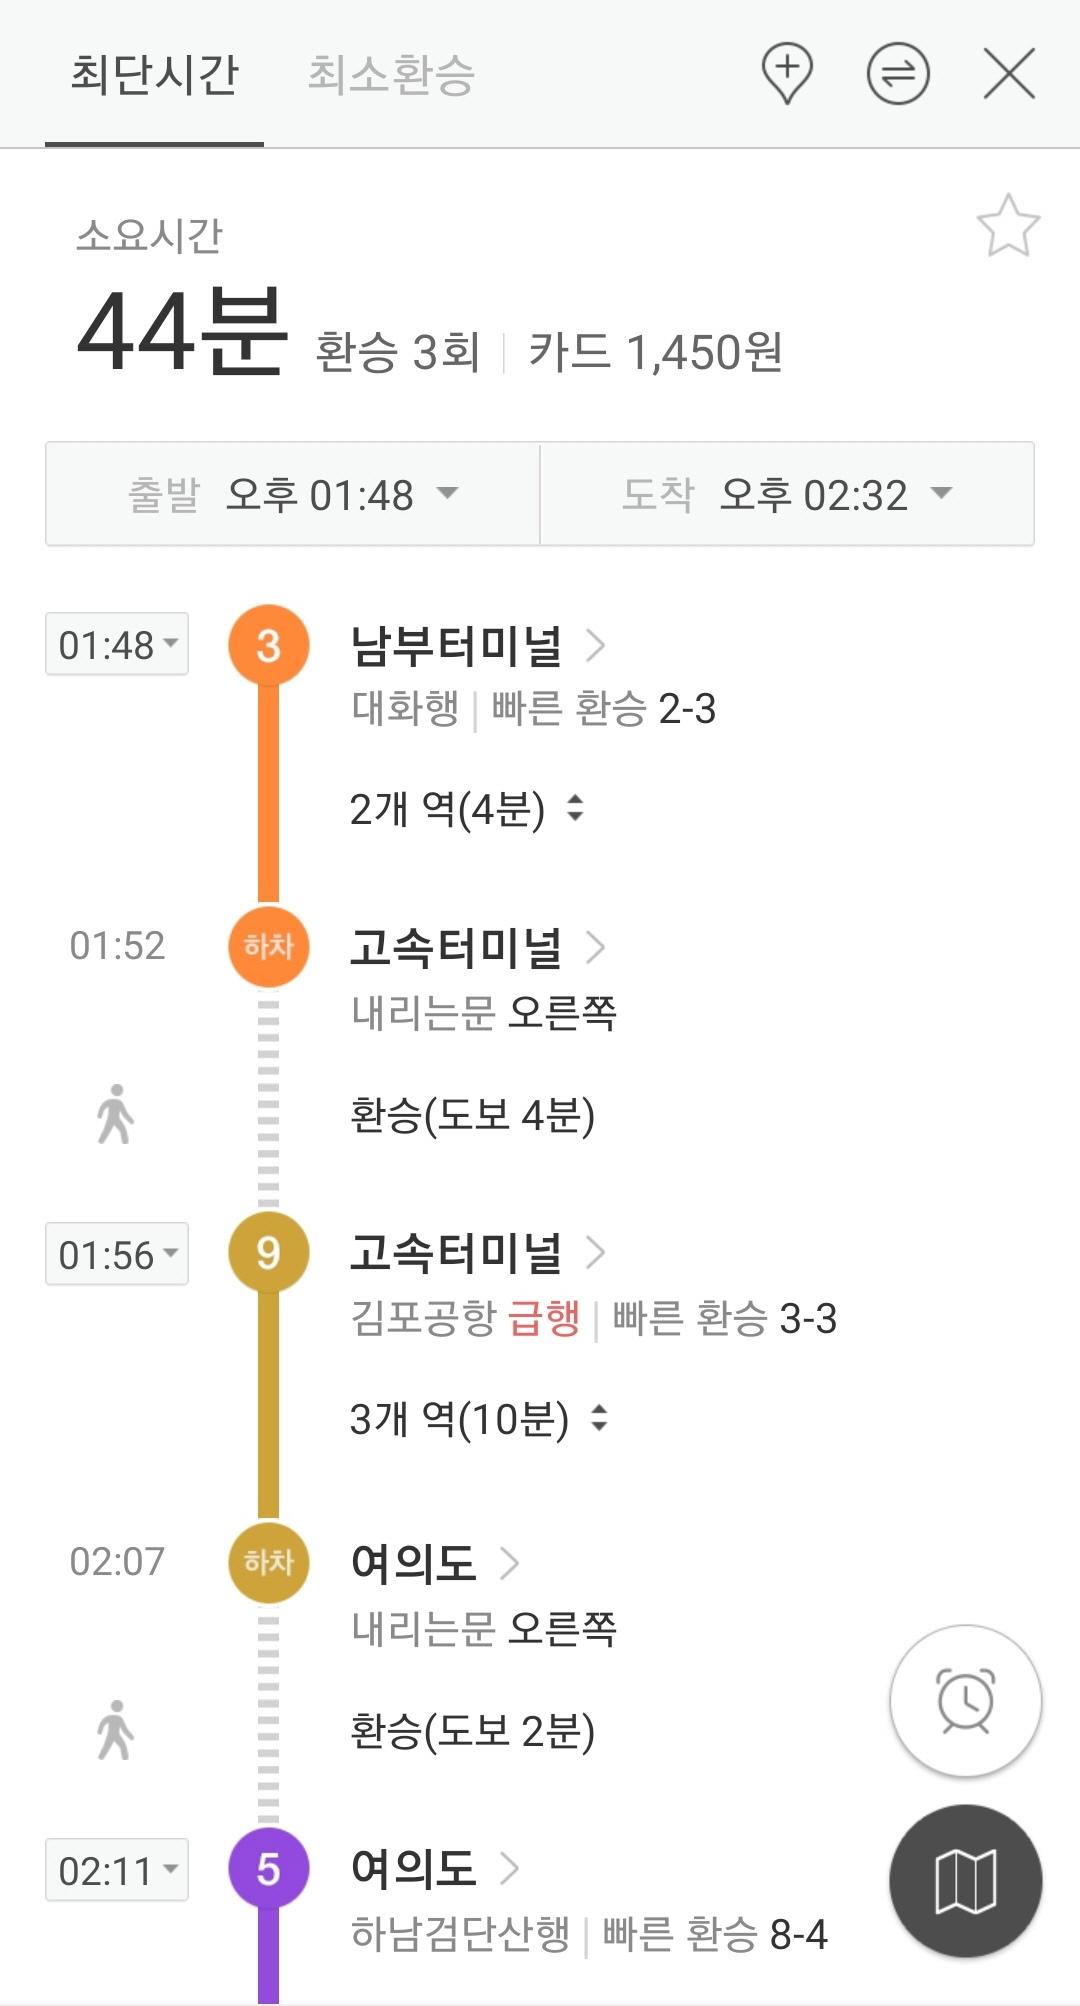 최단시간 최소환승
소요시간
44분 환승 3회 카드 1,450원
출발 오후 01:48 도착 오후 02:32
01:48 3 남부터미널
대화행 빠른 환승 2-3
2개 역(4분)
01:52 하차 고속터미널
내리는문 오른쪽
환승(도보 4분)
01:56 9 고속터미널
김포공항 급행 빠른 환승 3-3
3개 역(10분)
02:07 하차 여의도
내리는문 오른쪽
환승(도보 2분)
02:11 5 여의도
하남검단산행 빠른 환승 8-4